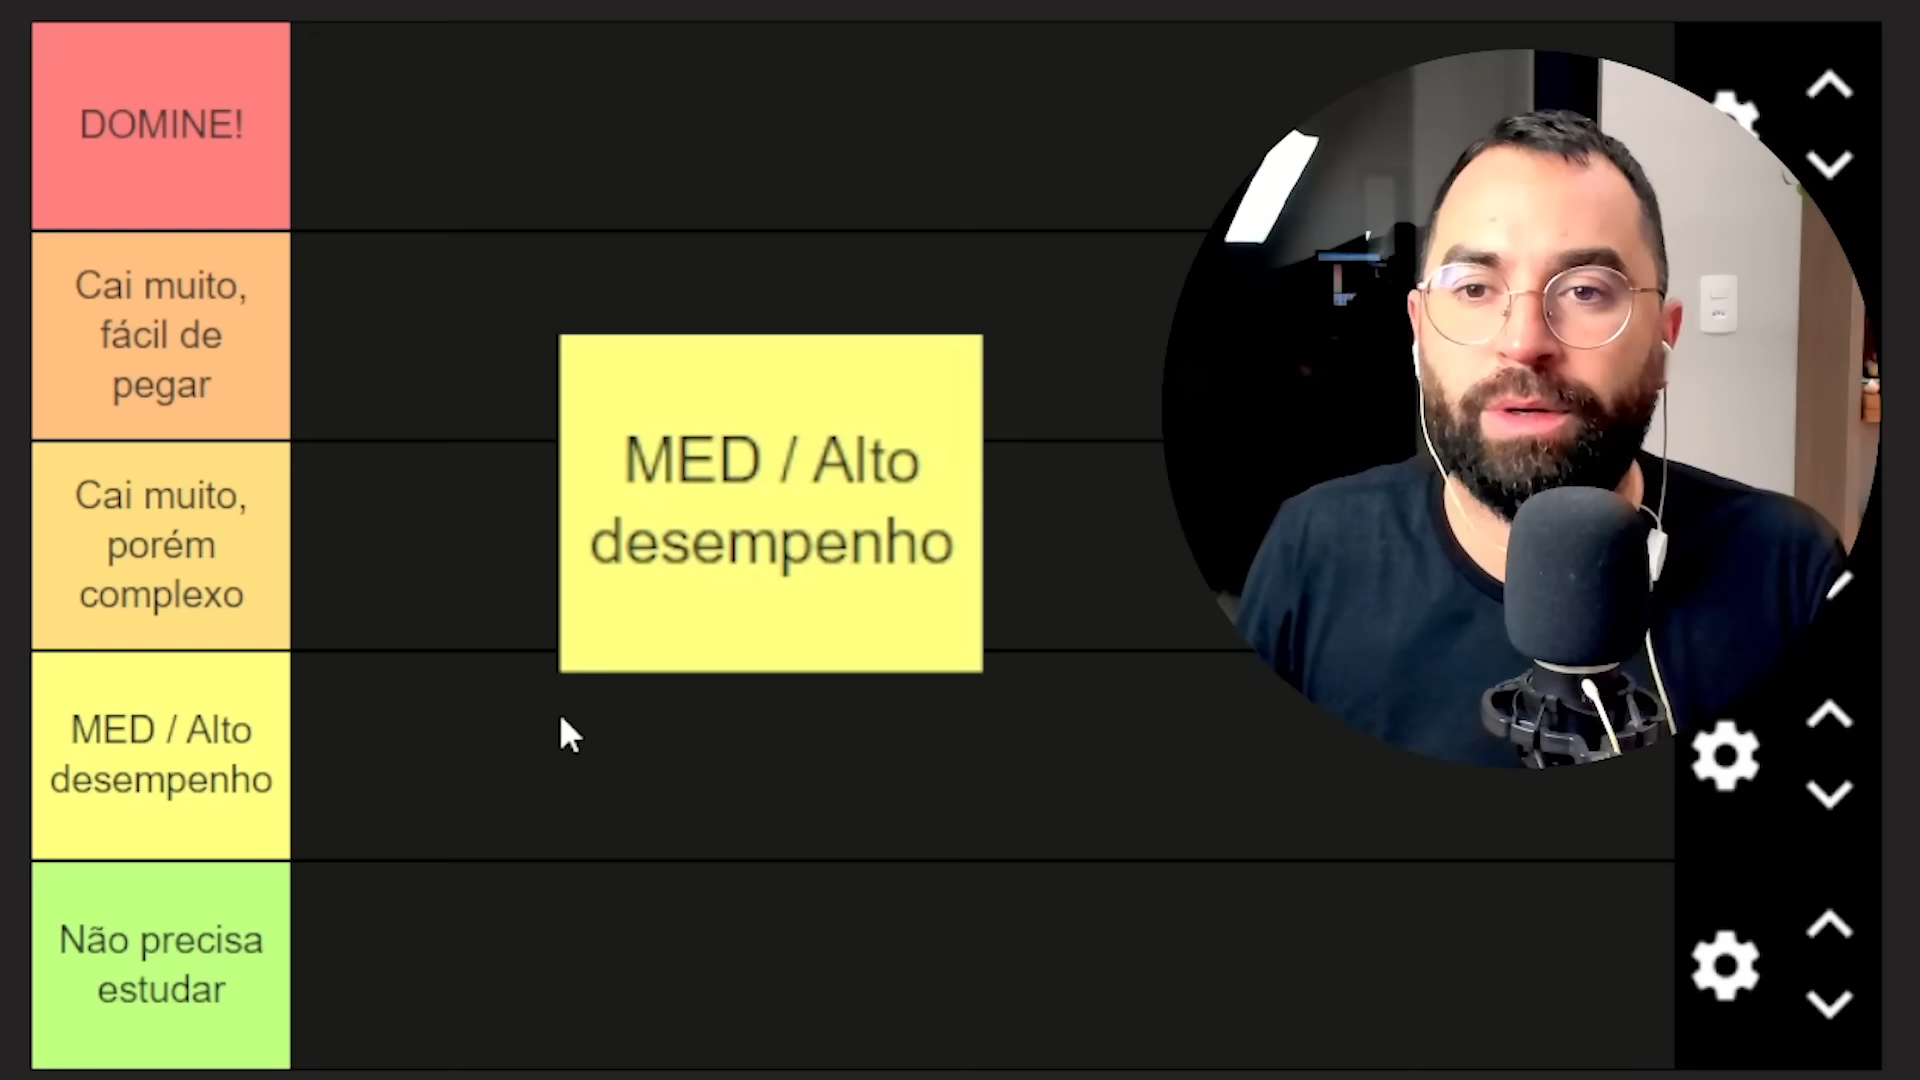 DOMINE!
Cai muito,
fácil de
pegar
Cai muito,
porém
complexo
MED / Alto
desempenho
MED / Alto
desempenho
Não precisa
estudar